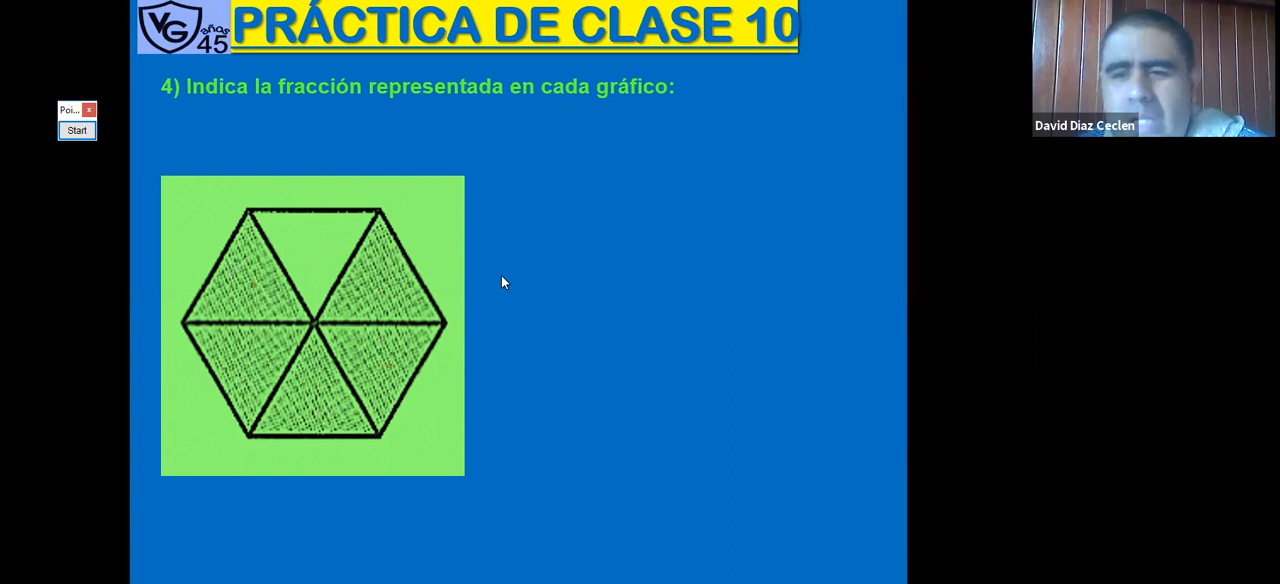 VG
años
45
PRÁCTICA DE CLASE 10
4) Indica la fracción representada en cada gráfico:
Poi... x
Start
David Diaz Ceclen